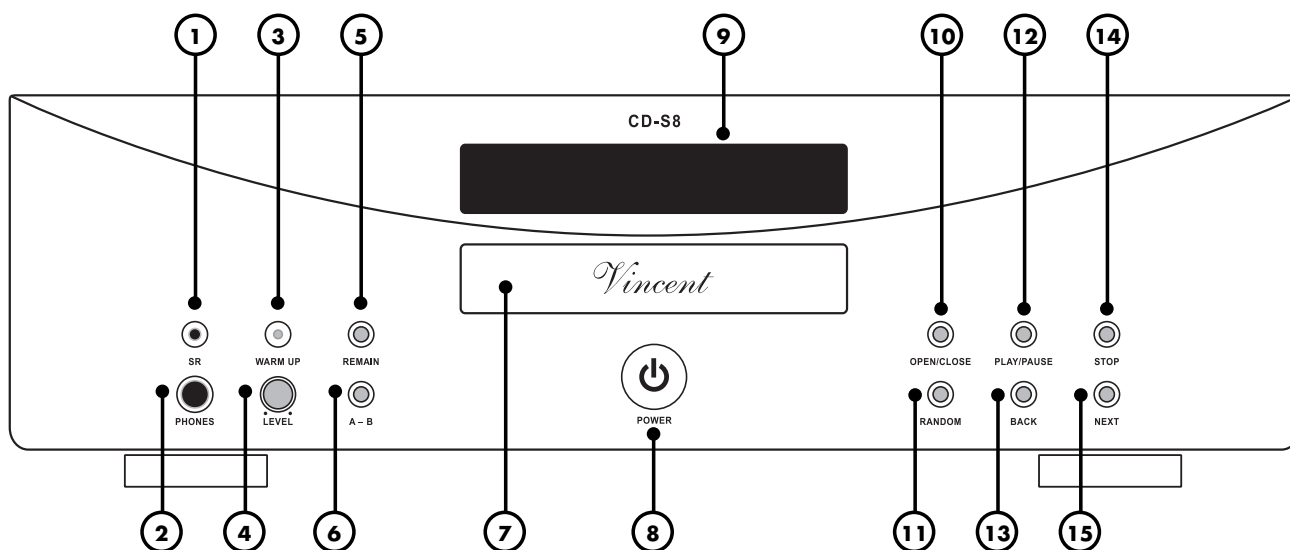 1 3 5 9 10 12 14
CD-S8
Vincent
SR WARM UP REMAIN OPEN/CLOSE PLAY/PAUSE STOP
PHONES LEVEL A – B POWER RANDOM BACK NEXT
2 4 6 7 8 11 13 15